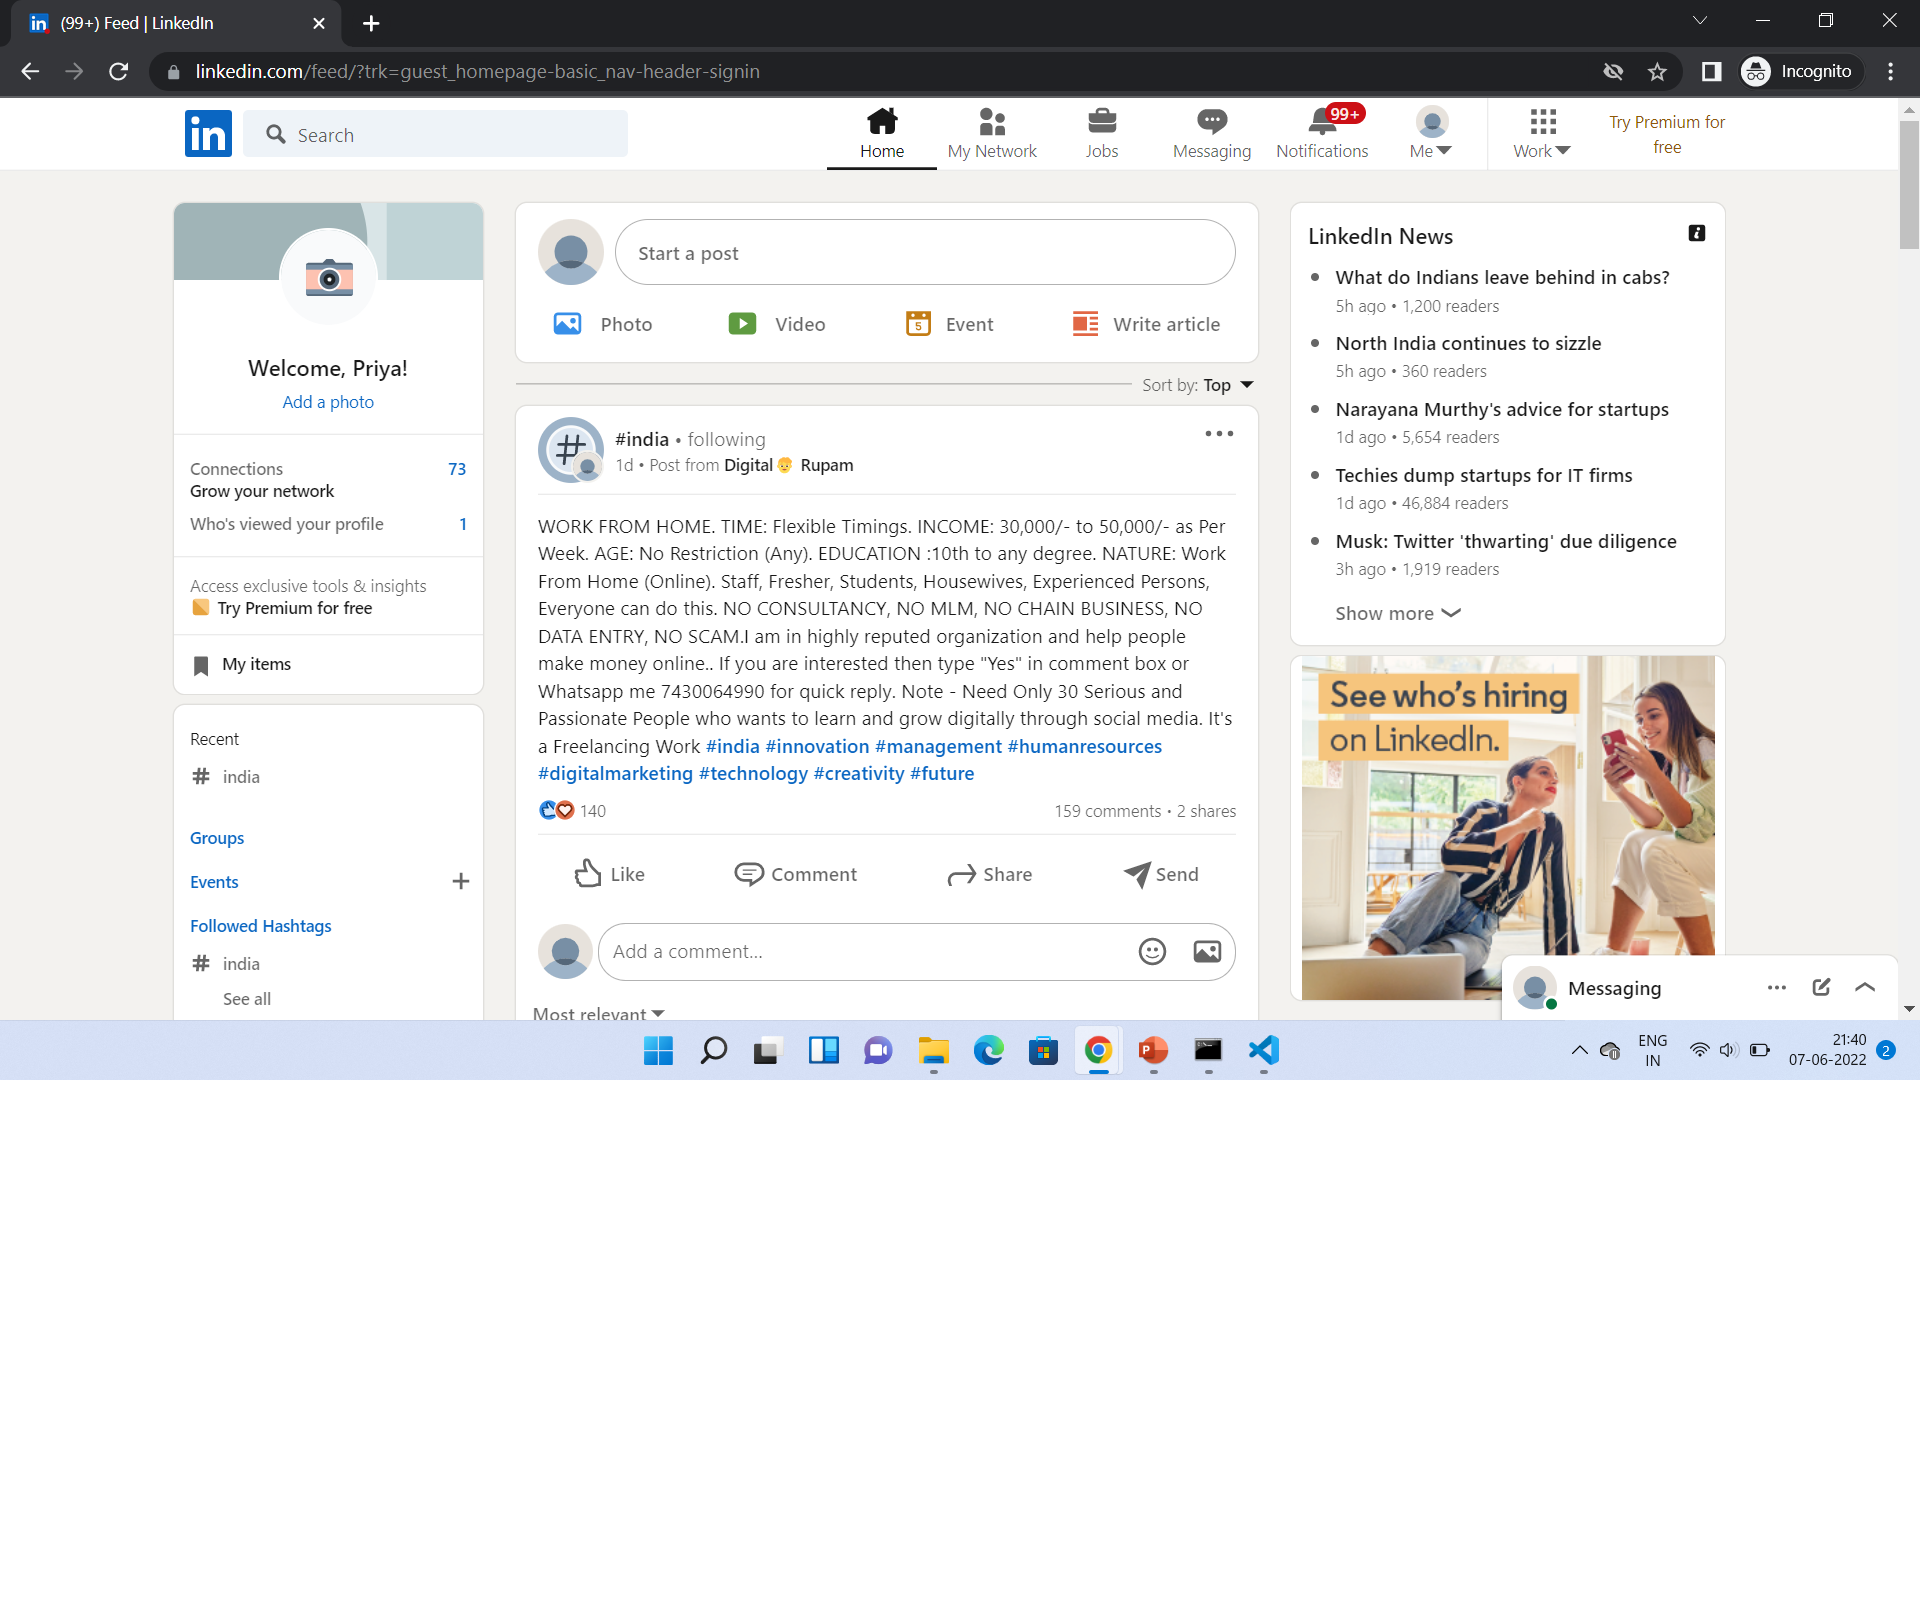 (99+) Feed | LinkedIn
linkedin.com/feed/?trk=guest_homepage-basic_nav-header-signin
Incognito
in
Search
Home
My Network
Jobs
Messaging
99+
Notifications
Me
Work
Try Premium for
free
Welcome, Priya!
Add a photo
Connections 73
Grow your network
Who's viewed your profile 1
Access exclusive tools & insights
Try Premium for free
My items
Recent
# india
Groups
Events
Followed Hashtags
# india
See all
Start a post
Photo
Video
5 Event
Write article
Sort by: Top
#india • following
1d • Post from Digital Rupam
WORK FROM HOME. TIME: Flexible Timings. INCOME: 30,000/- to 50,000/- as Per
Week. AGE: No Restriction (Any). EDUCATION :10th to any degree. NATURE: Work
From Home (Online). Staff, Fresher, Students, Housewives, Experienced Persons,
Everyone can do this. NO CONSULTANCY, NO MLM, NO CHAIN BUSINESS, NO
DATA ENTRY, NO SCAM.I am in highly reputed organization and help people
make money online.. If you are interested then type "Yes" in comment box or
Whatsapp me 7430064990 for quick reply. Note - Need Only 30 Serious and
Passionate People who wants to learn and grow digitally through social media. It's
a Freelancing Work #india #innovation #management #humanresources
#digitalmarketing #technology #creativity #future
140
159 comments • 2 shares
Like
Comment
Share
Send
Add a comment...
Most relevant
LinkedIn News
What do Indians leave behind in cabs?
5h ago • 1,200 readers
North India continues to sizzle
5h ago • 360 readers
Narayana Murthy's advice for startups
1d ago • 5,654 readers
Techies dump startups for IT firms
1d ago • 46,884 readers
Musk: Twitter 'thwarting' due diligence
3h ago • 1,919 readers
Show more
See who's hiring
on LinkedIn.
Messaging
ENG
IN
21:40
07-06-2022
2